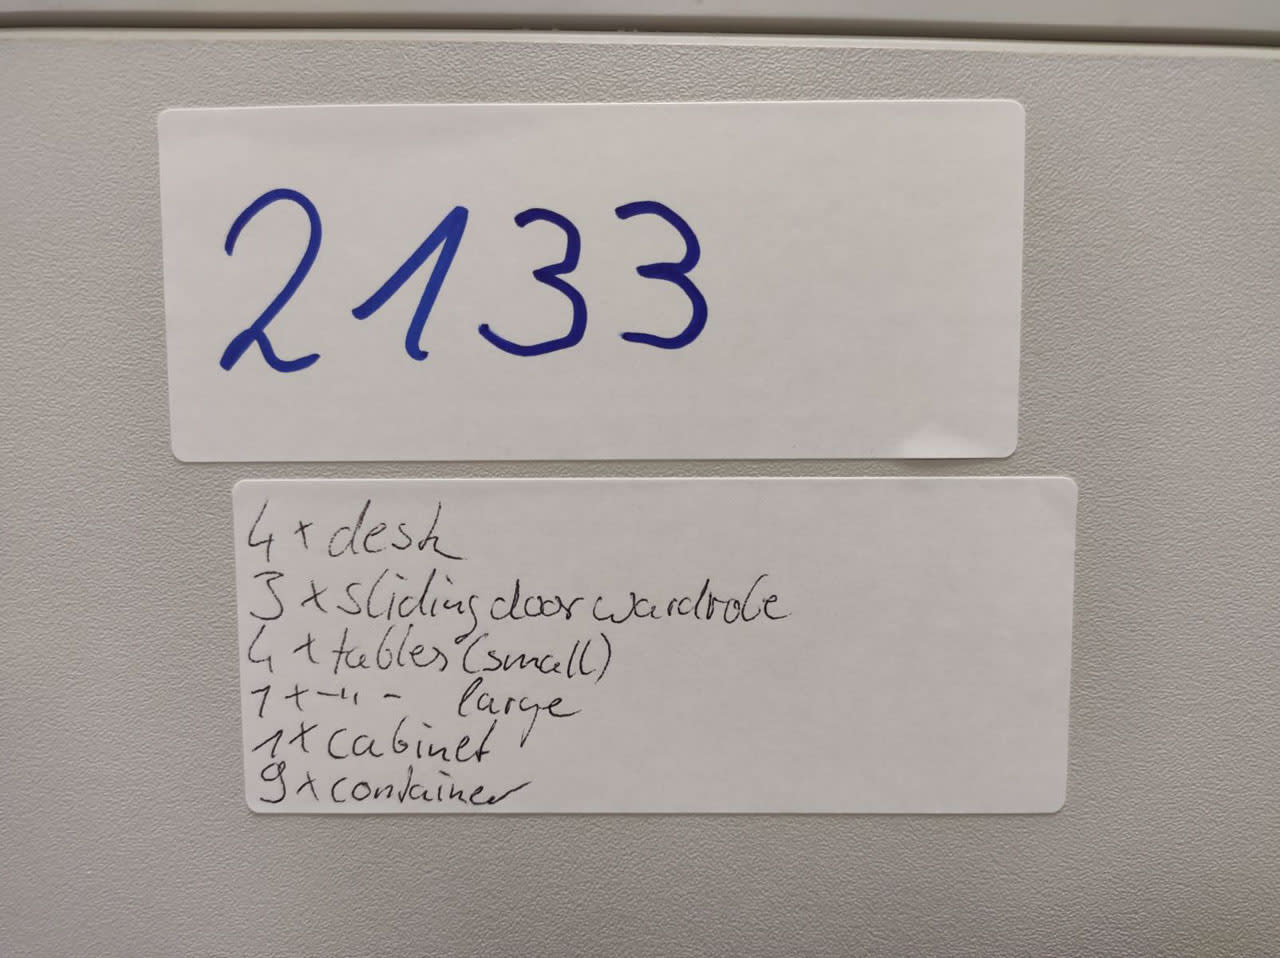 2133
4 x desk
3 x sliding door wardrobe
4 x tables (small)
1 x -"- large
1 x cabinet
9 x container